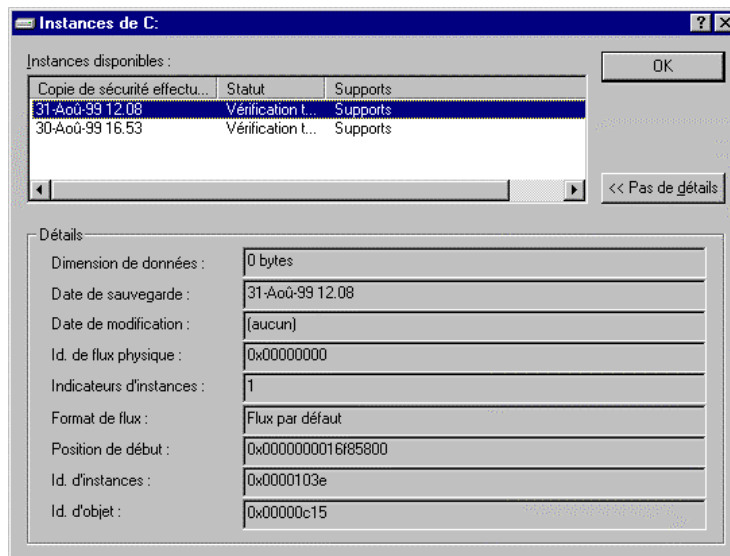 Instances de C:
Instances disponibles :
OK
Copie de sécurité effectu... Statut Supports
31-Aoû-99 12.08 Vérification t... Supports
30-Aoû-99 16.53 Vérification t... Supports
<< Pas de détails
Détails
Dimension de données : 0 bytes
Date de sauvegarde : 31-Aoû-99 12.08
Date de modification : (aucun)
Id. de flux physique : 0x00000000
Indicateurs d'instances : 1
Format de flux : Flux par défaut
Position de début : 0x0000000016f85800
Id. d'instances : 0x0000103e
Id. d'objet : 0x00000c15